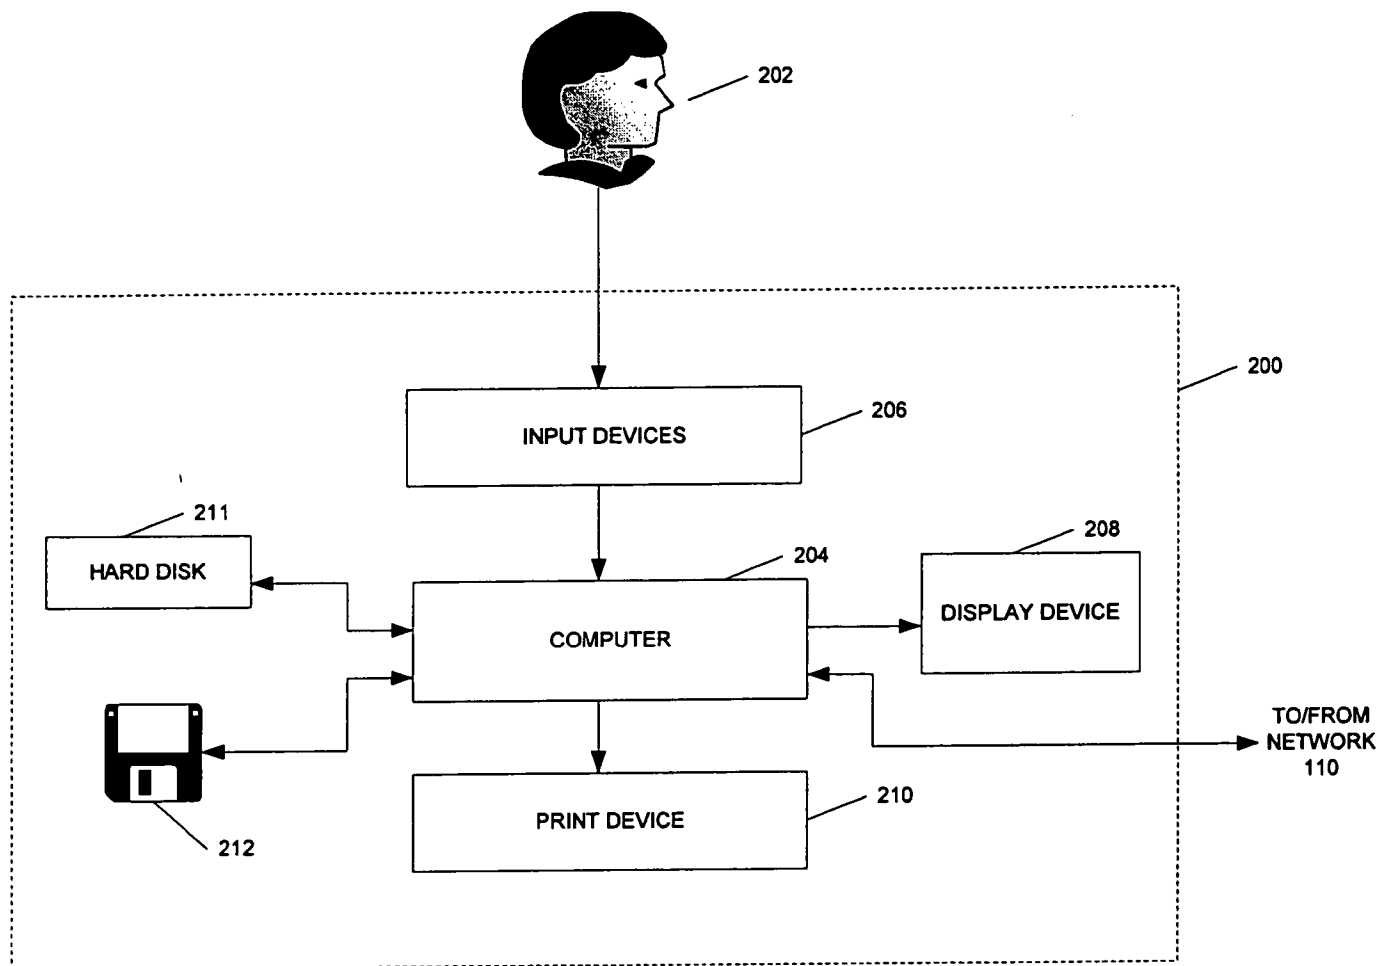 202
200
INPUT DEVICES
206
211
HARD DISK
204
COMPUTER
208
DISPLAY DEVICE
TO/FROM
NETWORK
110
PRINT DEVICE
210
212